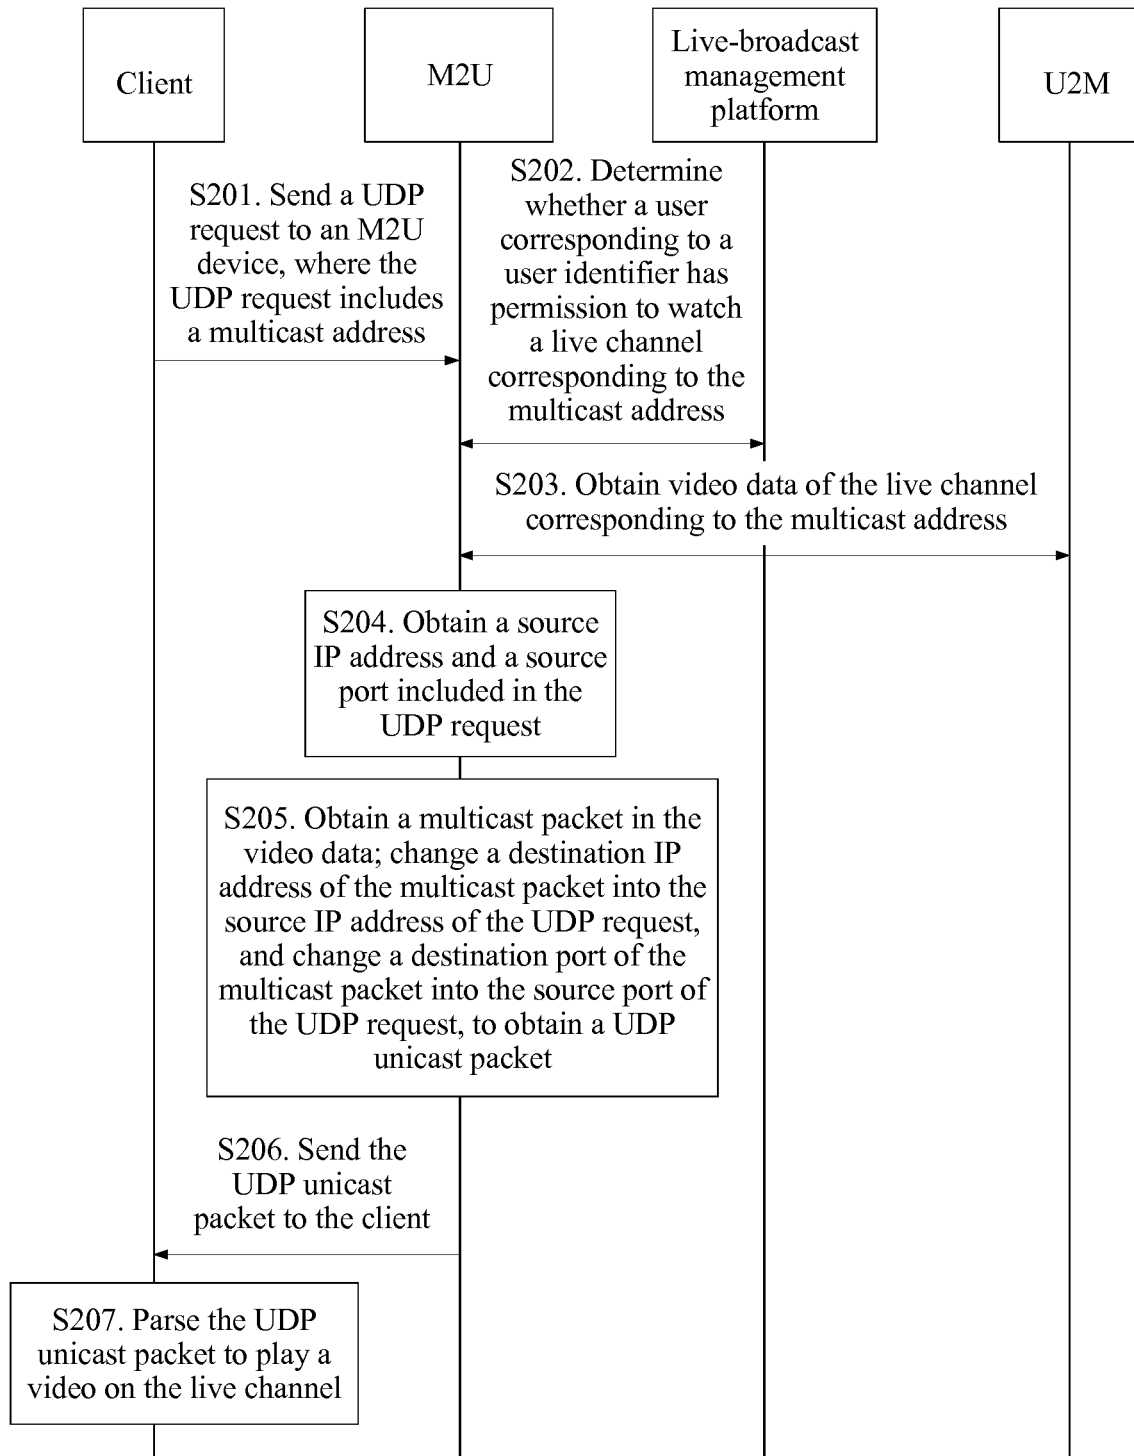 Client
M2U
Live-broadcast
management
platform
U2M
S201. Send a UDP
request to an M2U
device, where the
UDP request includes
a multicast address
S202. Determine
whether a user
corresponding to a
user identifier has
permission to watch
a live channel
corresponding to the
multicast address
S203. Obtain video data of the live channel
corresponding to the multicast address
S204. Obtain a source
IP address and a source
port included in the
UDP request
S205. Obtain a multicast packet in the
video data; change a destination IP
address of the multicast packet into the
source IP address of the UDP request,
and change a destination port of the
multicast packet into the source port of
the UDP request, to obtain a UDP
unicast packet
S206. Send the
UDP unicast
packet to the client
S207. Parse the UDP
unicast packet to play a
video on the live channel